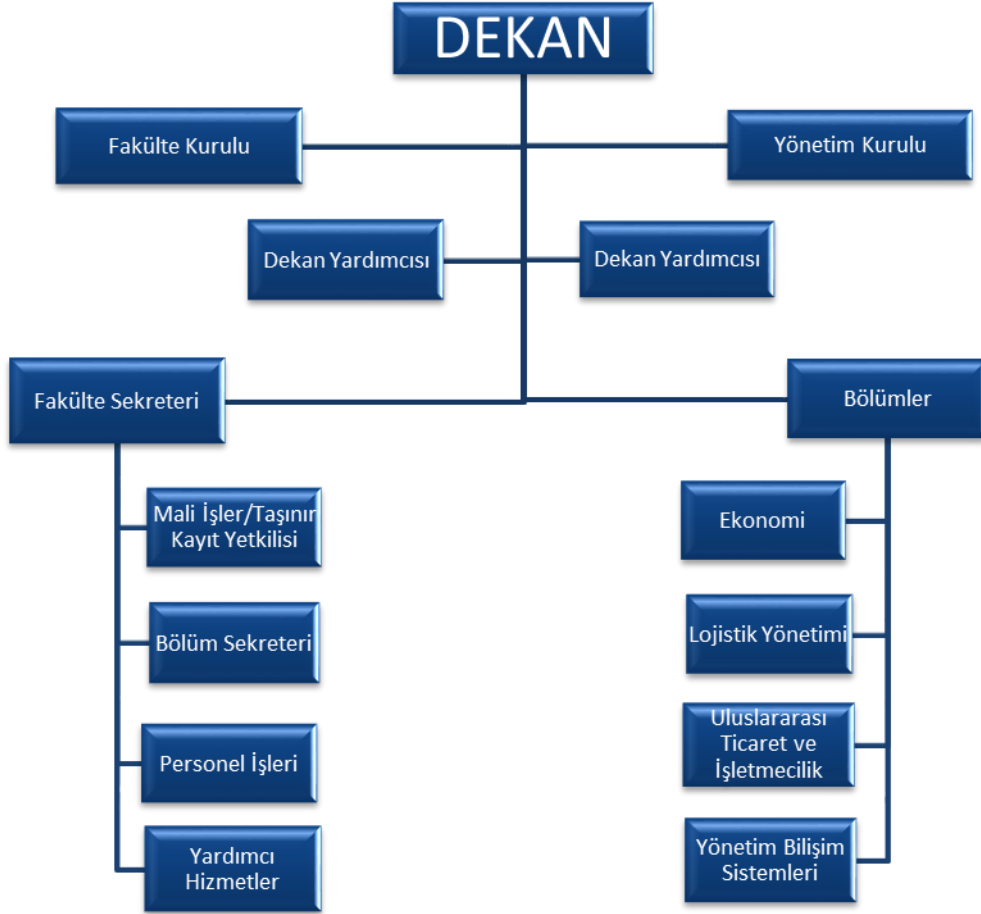 DEKAN
Fakülte Kurulu
Yönetim Kurulu
Dekan Yardımcısı
Dekan Yardımcısı
Fakülte Sekreteri
Bölümler
Mali İşler/Taşınır
Kayıt Yetkilisi
Bölüm Sekreteri
Personel İşleri
Yardımcı
Hizmetler
Ekonomi
Lojistik Yönetimi
Uluslararası
Ticaret ve
İşletmecilik
Yönetim Bilişim
Sistemleri